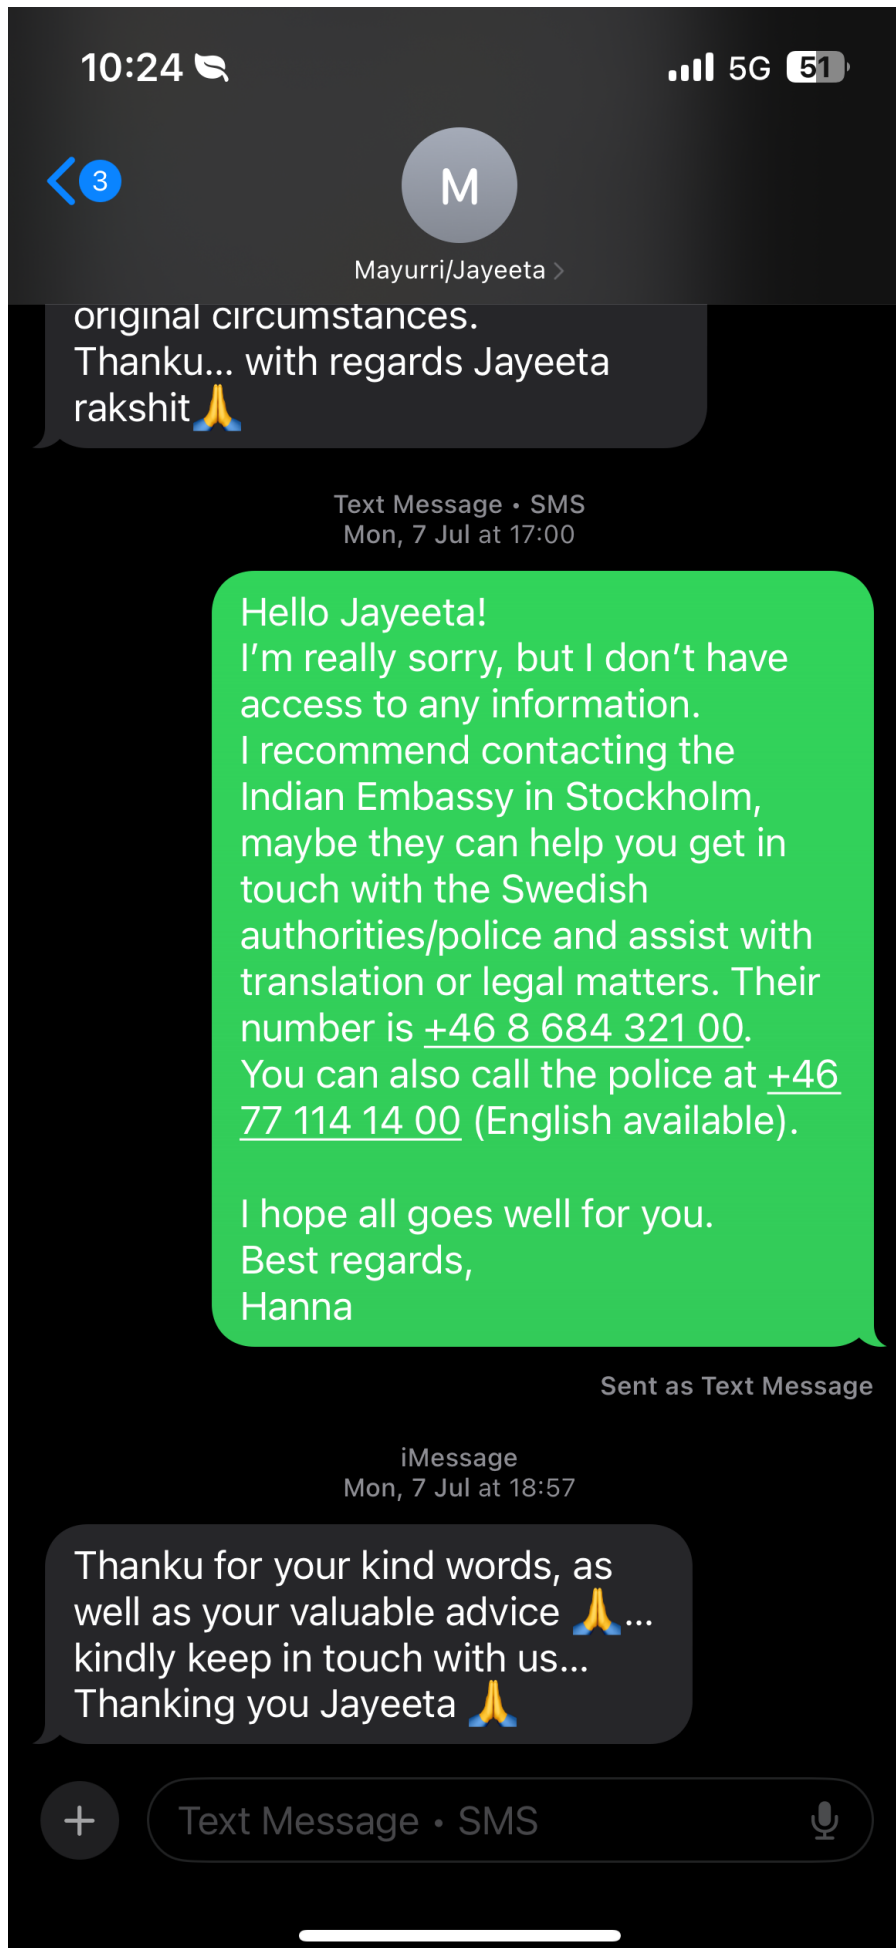 10:24
5G
51
3
M
Mayurri/Jayeeta
original circumstances.
Thanku... with regards Jayeeta
rakshit🙏
Text Message • SMS
Mon, 7 Jul at 17:00
Hello Jayeeta!
I’m really sorry, but I don’t have
access to any information.
I recommend contacting the
Indian Embassy in Stockholm,
maybe they can help you get in
touch with the Swedish
authorities/police and assist with
translation or legal matters. Their
number is +46 8 684 321 00.
You can also call the police at +46
77 114 14 00 (English available).
I hope all goes well for you.
Best regards,
Hanna
Sent as Text Message
iMessage
Mon, 7 Jul at 18:57
Thanku for your kind words, as
well as your valuable advice 🙏...
kindly keep in touch with us...
Thanking you Jayeeta 🙏
Text Message • SMS